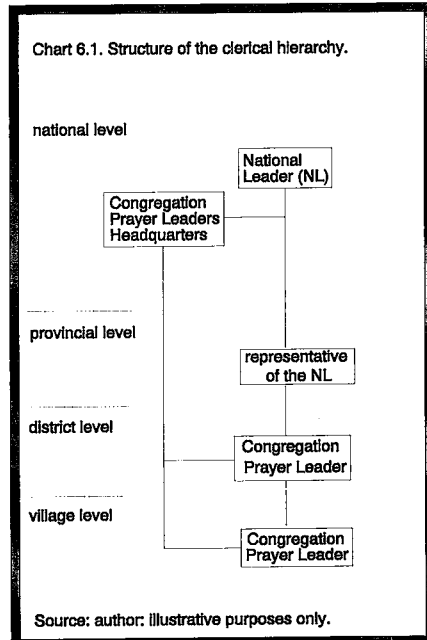 Chart 6.1. Structure of the clerical hierarchy.
national level
National
Leader (NL)
Congregation
Prayer Leaders
Headquarters
provincial level
representative
of the NL
district level
Congregation
Prayer Leader
village level
Congregation
Prayer Leader
Source: author: illustrative purposes only.